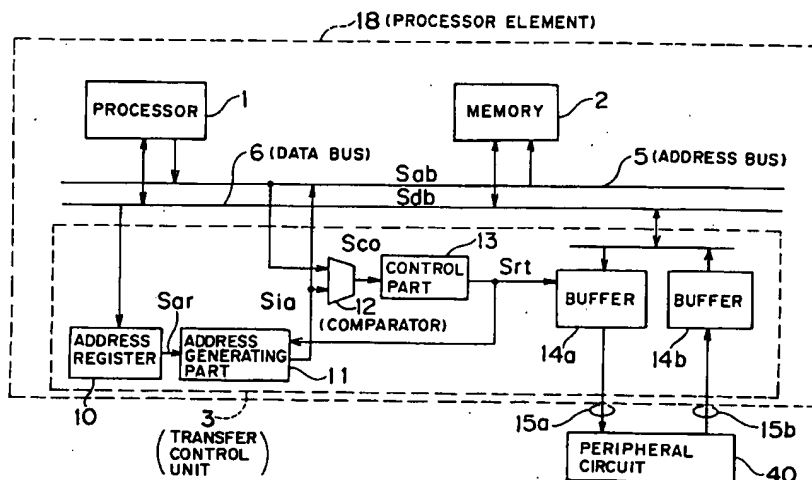 18 (PROCESSOR ELEMENT)
PROCESSOR
1
MEMORY
2
6 (DATA BUS)
5 (ADDRESS BUS)
Sab
Sdb
Sco
13
CONTROL
PART
Srt
BUFFER
14a
BUFFER
14b
12
(COMPARATOR)
Sia
Sar
ADDRESS
REGISTER
10
ADDRESS
GENERATING
PART
11
3
(TRANSFER
CONTROL
UNIT)
15a
15b
PERIPHERAL
CIRCUIT
40